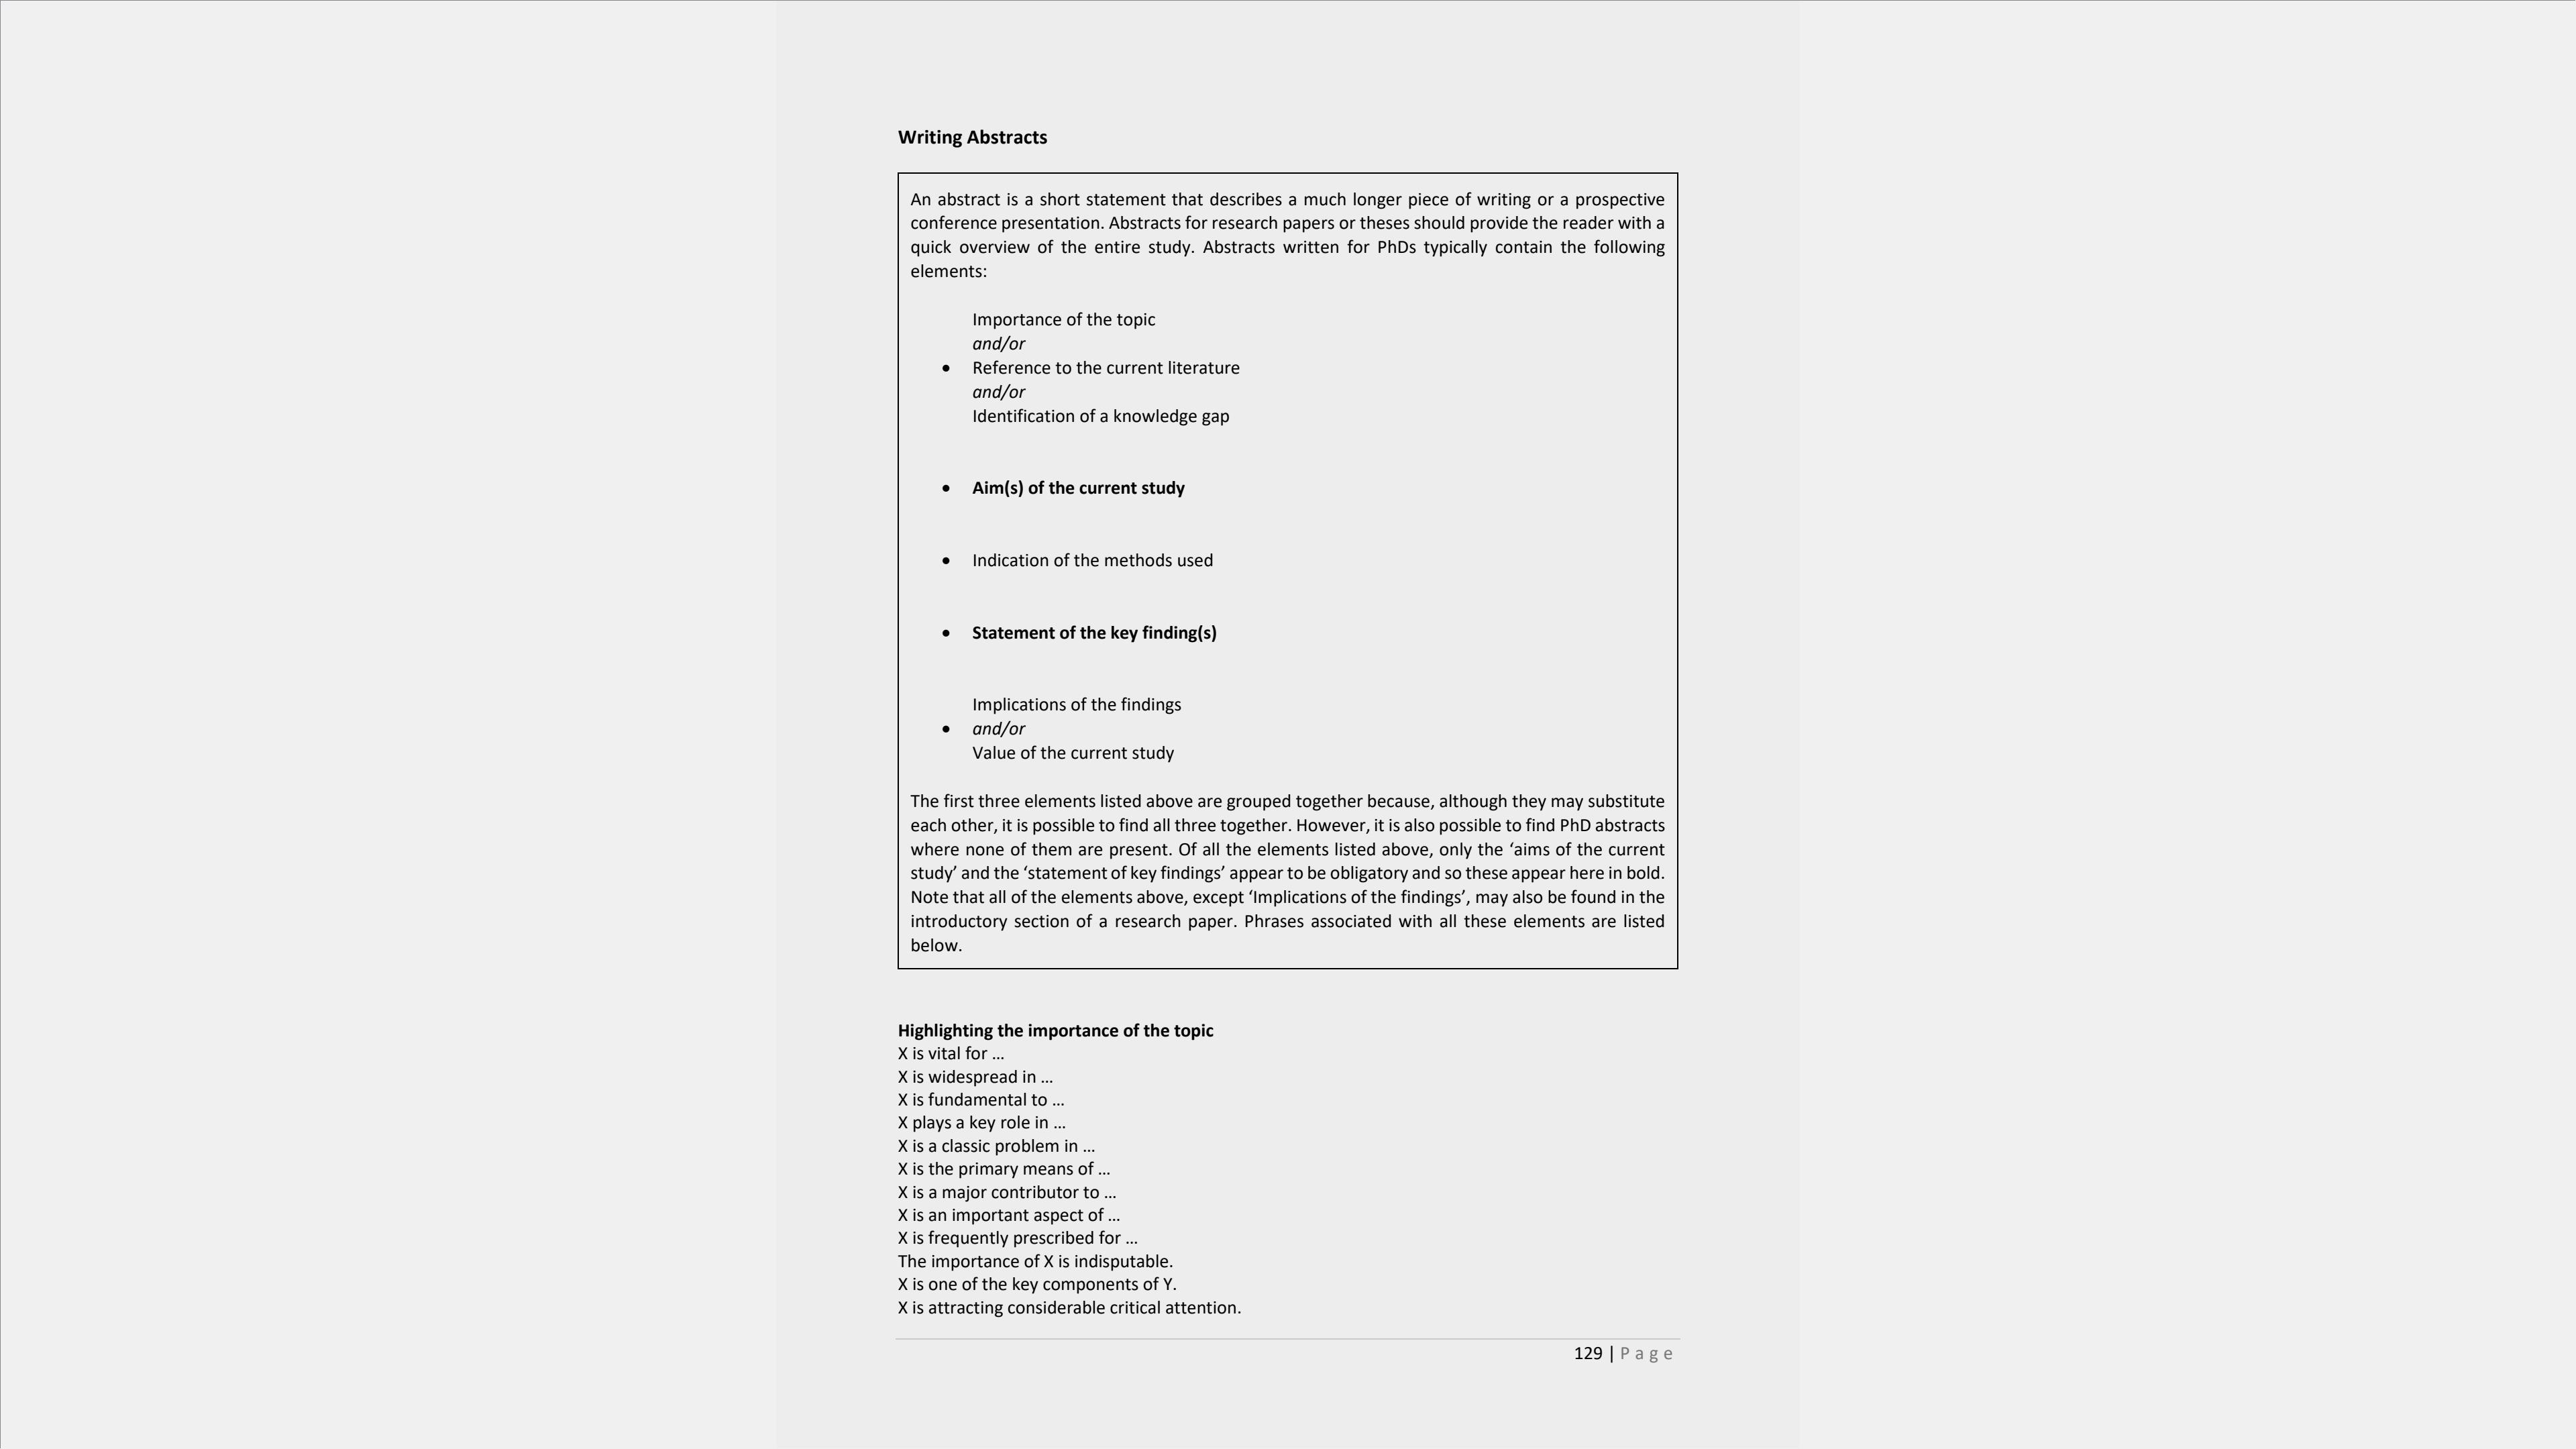 Writing Abstracts
An abstract is a short statement that describes a much longer piece of writing or a prospective
conference presentation. Abstracts for research papers or theses should provide the reader with a
quick overview of the entire study. Abstracts written for PhDs typically contain the following
elements:
Importance of the topic
and/or
• Reference to the current literature
and/or
Identification of a knowledge gap
• Aim(s) of the current study
• Indication of the methods used
• Statement of the key finding(s)
Implications of the findings
• and/or
Value of the current study
The first three elements listed above are grouped together because, although they may substitute
each other, it is possible to find all three together. However, it is also possible to find PhD abstracts
where none of them are present. Of all the elements listed above, only the ‘aims of the current
study’ and the ‘statement of key findings’ appear to be obligatory and so these appear here in bold.
Note that all of the elements above, except ‘Implications of the findings’, may also be found in the
introductory section of a research paper. Phrases associated with all these elements are listed
below.
Highlighting the importance of the topic
X is vital for …
X is widespread in …
X is fundamental to …
X plays a key role in …
X is a classic problem in …
X is the primary means of …
X is a major contributor to …
X is an important aspect of …
X is frequently prescribed for …
The importance of X is indisputable.
X is one of the key components of Y.
X is attracting considerable critical attention.
129 | Page